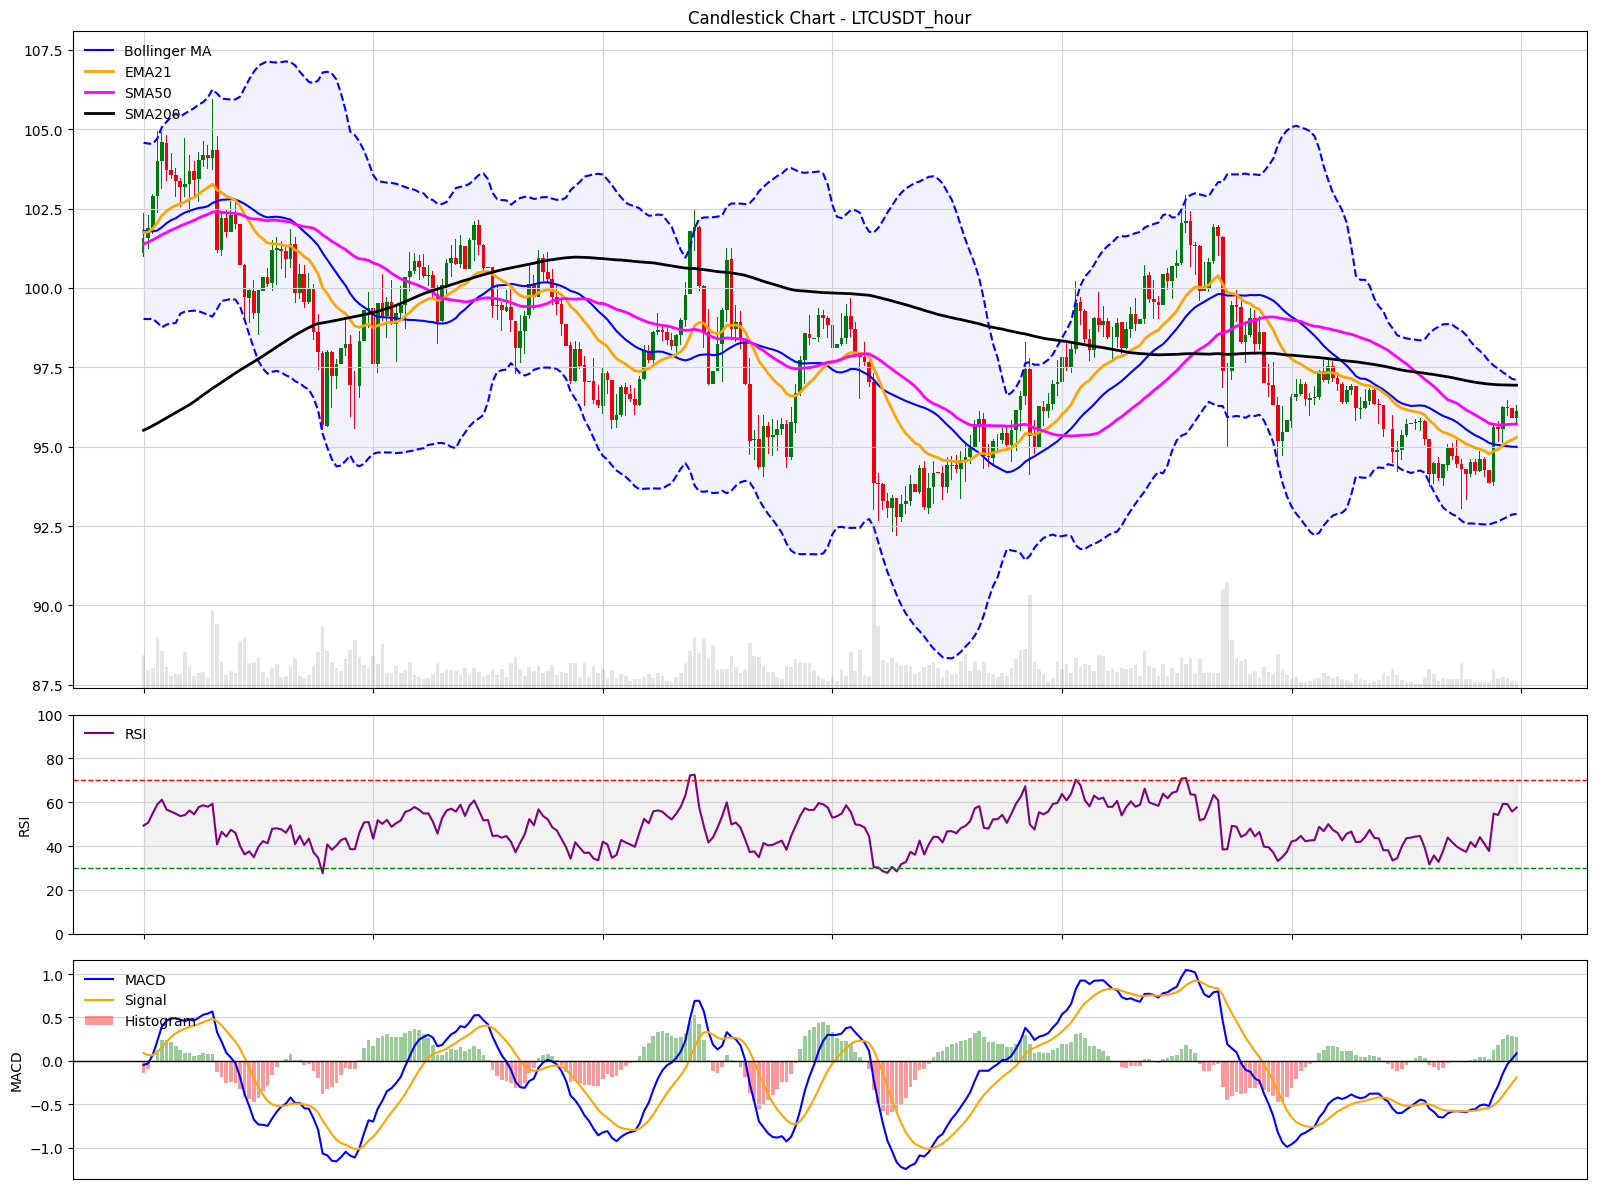 Candlestick Chart - LTCUSDT_hour
107.5
105.0
102.5
100.0
97.5
95.0
92.5
90.0
87.5
Bollinger MA
EMA21
SMA50
SMA200
100
80
60
40
20
0
RSI
RSI
1.0
0.5
0.0
−0.5
−1.0
MACD
MACD
Signal
Histogram